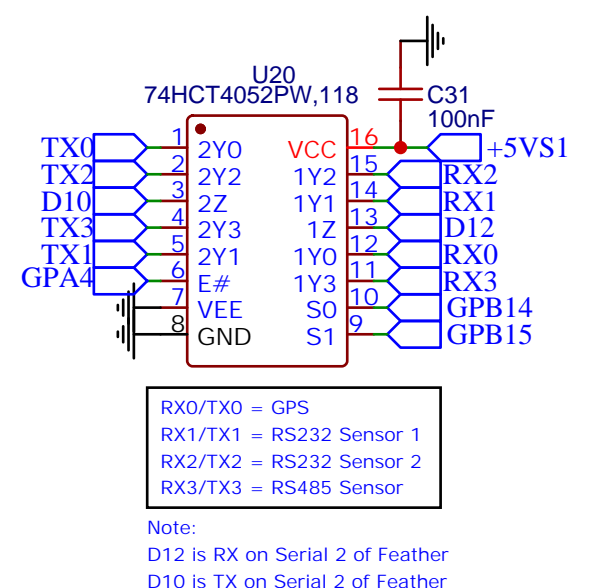 U20
74HCT4052PW,118
C31
100nF
TX0 1 2Y0 VCC 16 +5VS1
TX2 2 2Y2 1Y2 15 RX2
D10 3 2Z 1Y1 14 RX1
TX3 4 2Y3 1Z 13 D12
TX1 5 2Y1 1Y0 12 RX0
GPA4 6 E# 1Y3 11 RX3
7 VEE S0 10 GPB14
8 GND S1 9 GPB15
RX0/TX0 = GPS
RX1/TX1 = RS232 Sensor 1
RX2/TX2 = RS232 Sensor 2
RX3/TX3 = RS485 Sensor
Note:
D12 is RX on Serial 2 of Feather
D10 is TX on Serial 2 of Feather